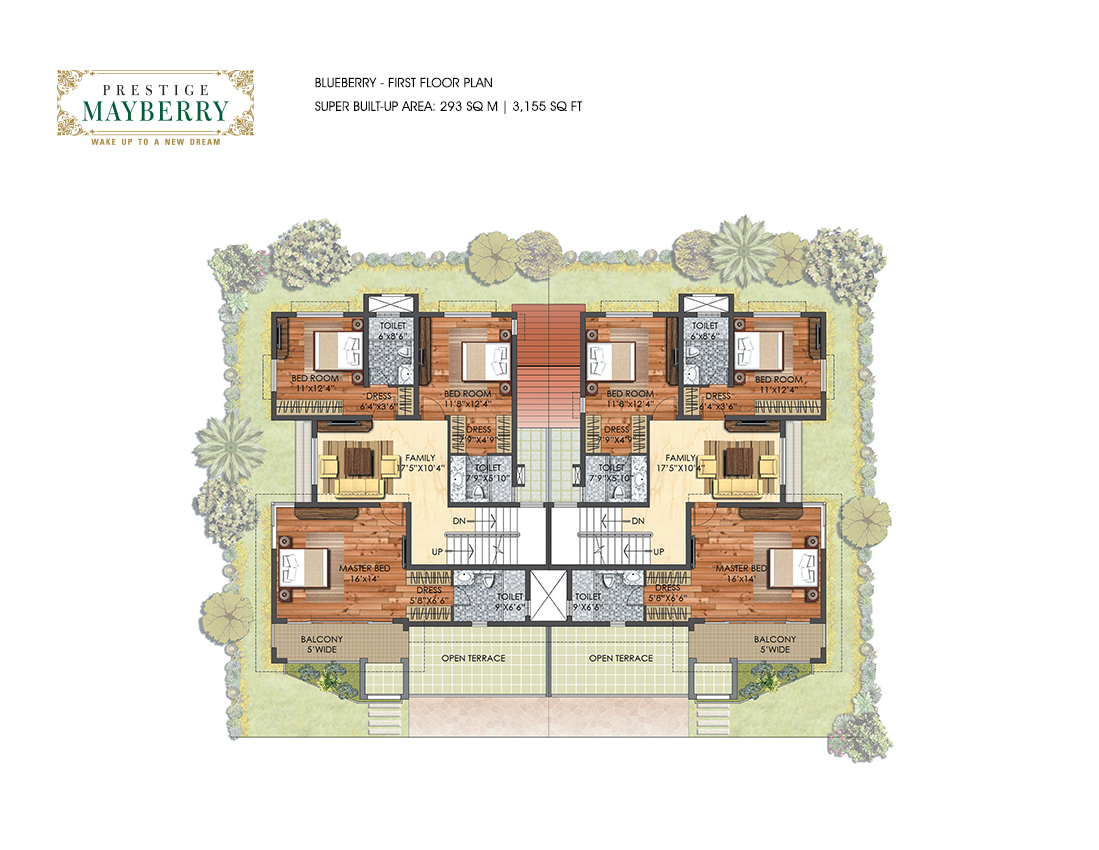 PRESTIGE
MAYBERRY
WAKE UP TO A NEW DREAM
BLUEBERRY - FIRST FLOOR PLAN
SUPER BUILT-UP AREA: 293 SQ M | 3,155 SQ FT
TOILET
6'x8'6"
BED ROOM
11'x12'4"
DRESS
6'4"x3'6"
BED ROOM
11'8"x12'4"
DRESS
7'9"X4'9"
FAMILY
17'5"X10'4"
TOILET
7'9"X5'10"
DN
UP
MASTER BED
16'x14'
DRESS
5'8"X6'6"
TOILET
9'X6'6"
BALCONY
5'WIDE
OPEN TERRACE
TOILET
6'x8'6"
BED ROOM
11'x12'4"
DRESS
6'4"x3'6"
BED ROOM
11'8"x12'4"
DRESS
7'9"X4'9"
FAMILY
17'5"X10'4"
TOILET
7'9"X5'10"
DN
UP
MASTER BED
16'x14'
DRESS
5'8"X6'6"
TOILET
9'X6'6"
BALCONY
5'WIDE
OPEN TERRACE